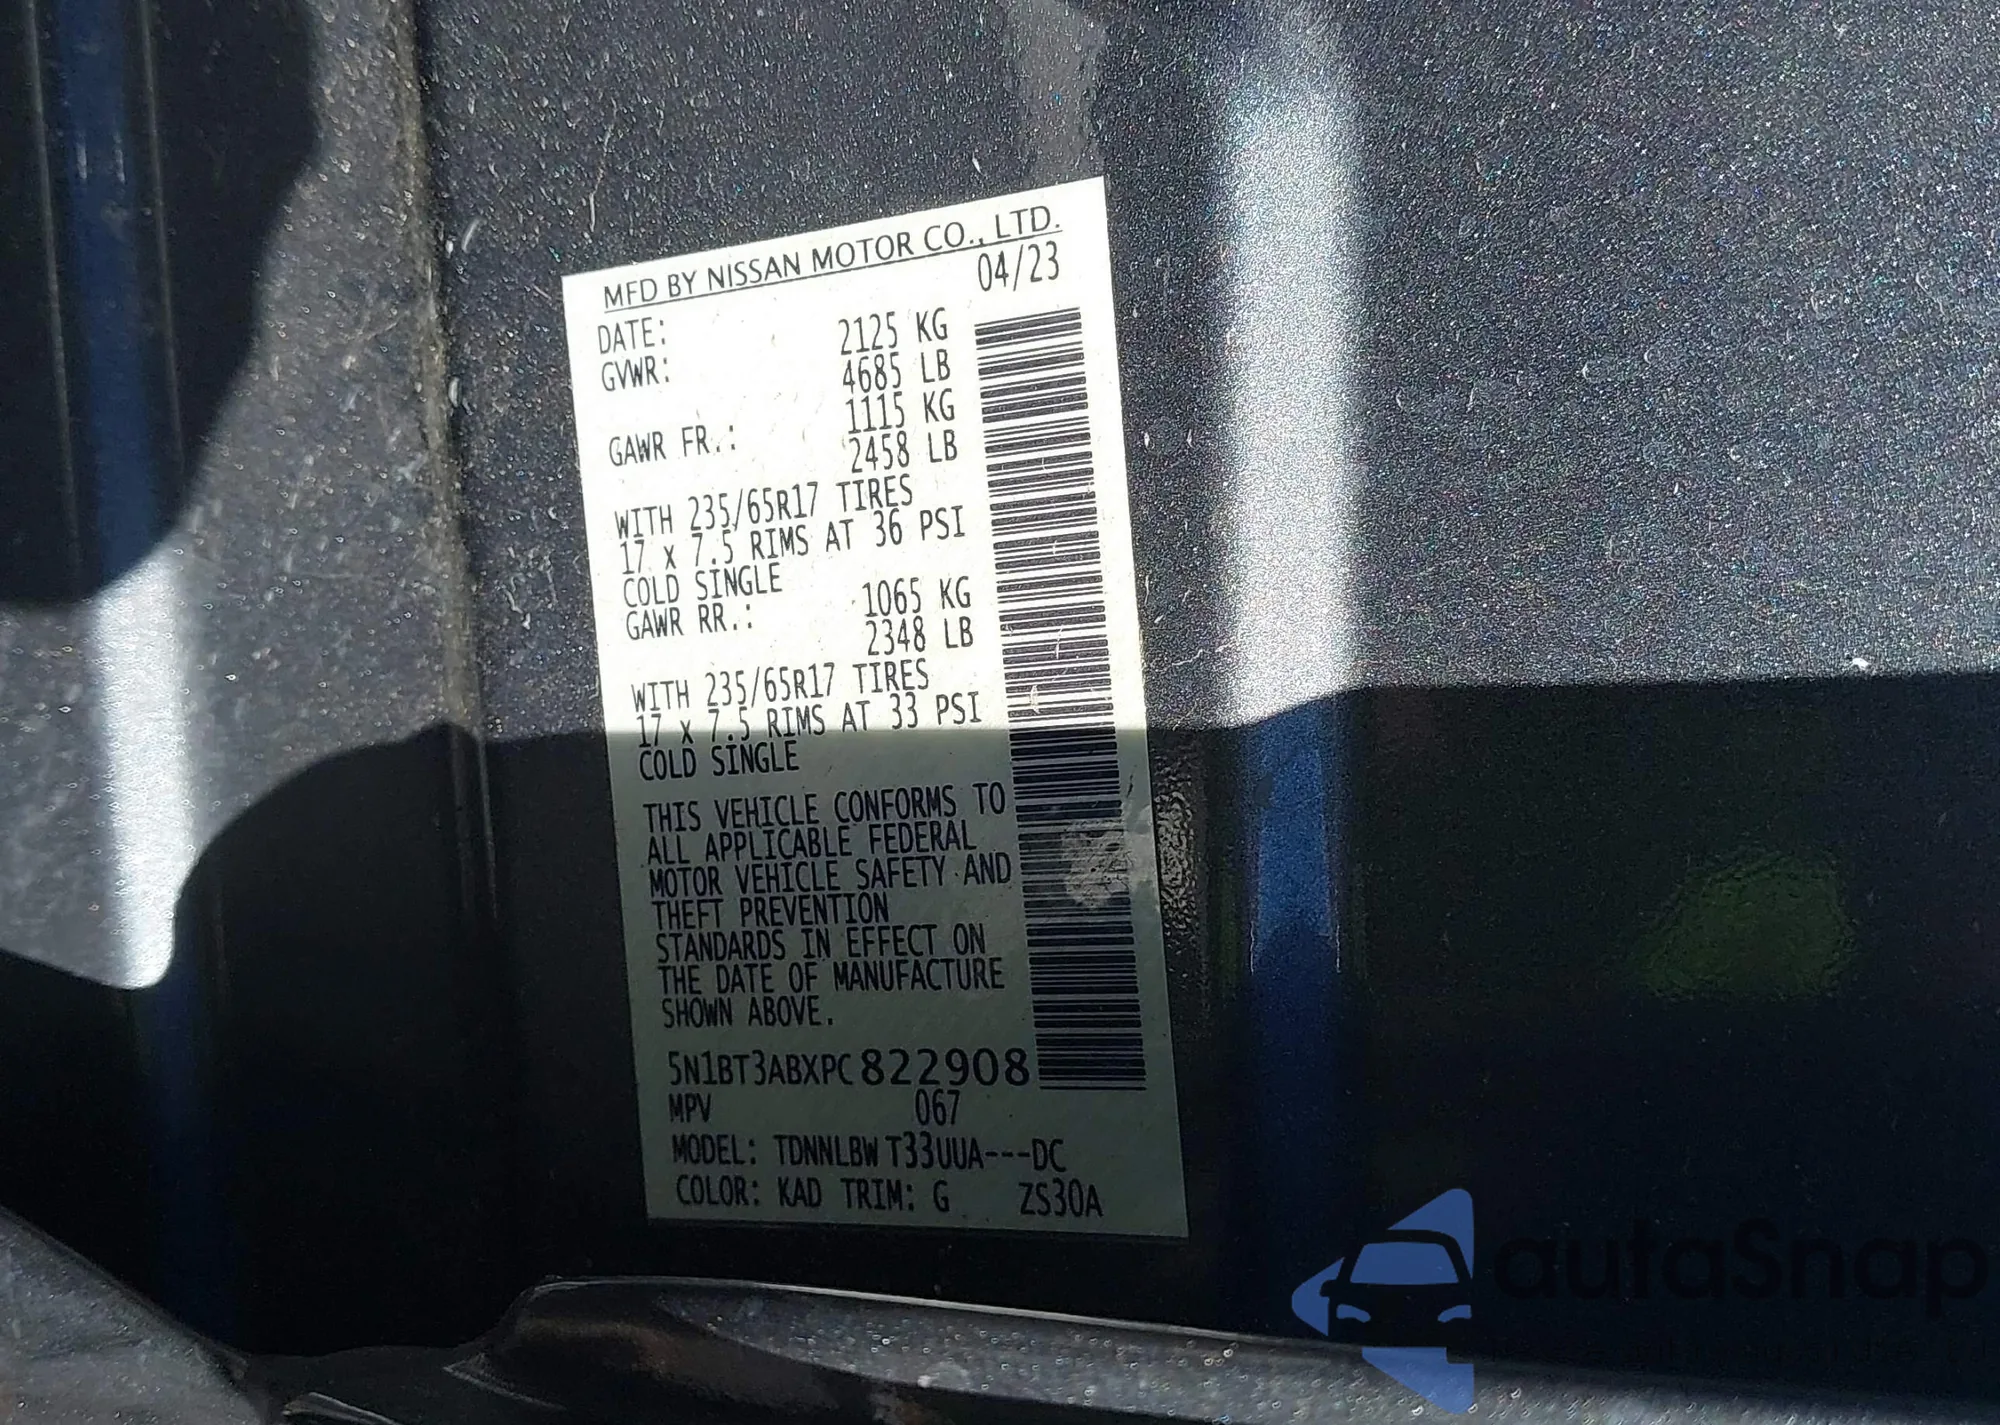 MFD BY NISSAN MOTOR CO., LTD.
DATE: 04/23
GVWR: 2125 KG
4685 LB
GAWR FR.: 1115 KG
2458 LB
WITH 235/65R17 TIRES
17 X 7.5 RIMS AT 36 PSI
COLD SINGLE
GAWR RR.: 1065 KG
2348 LB
WITH 235/65R17 TIRES
17 X 7.5 RIMS AT 33 PSI
COLD SINGLE
THIS VEHICLE CONFORMS TO
ALL APPLICABLE FEDERAL
MOTOR VEHICLE SAFETY AND
THEFT PREVENTION
STANDARDS IN EFFECT ON
THE DATE OF MANUFACTURE
SHOWN ABOVE.
5N1BT3ABXPC822908
MPV 067
MODEL: TDNNLBW T33UUA---DC
COLOR: KAD TRIM: G ZS30A
autaSnap